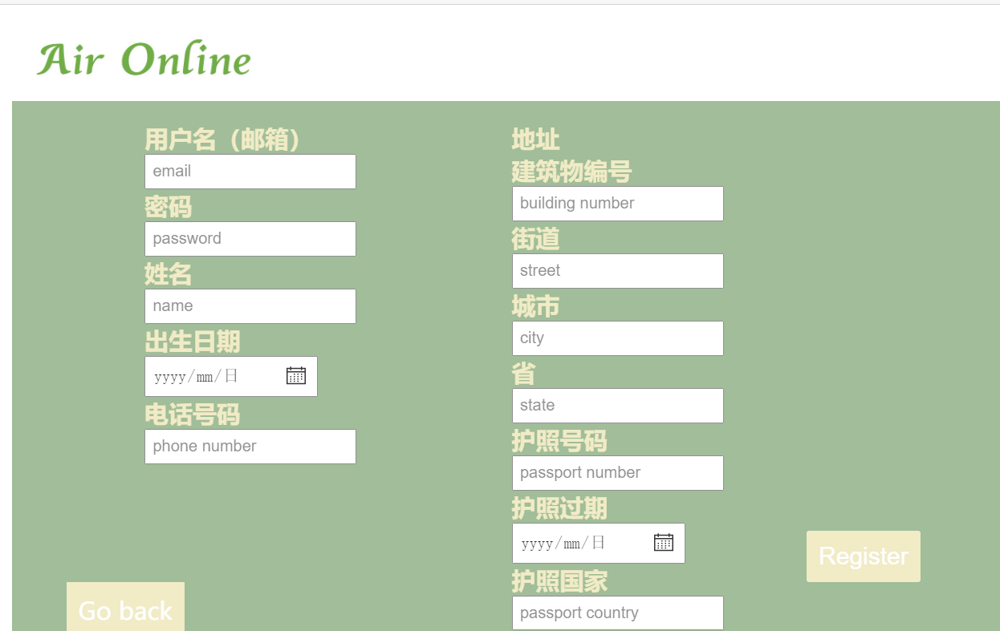 Air Online
用户名（邮箱）
email
密码
password
姓名
name
出生日期
yyyy/mm/日
电话号码
phone number
Go back
地址
建筑物编号
building number
街道
street
城市
city
省
state
护照号码
passport number
护照过期
yyyy/mm/日
护照国家
passport country
Register